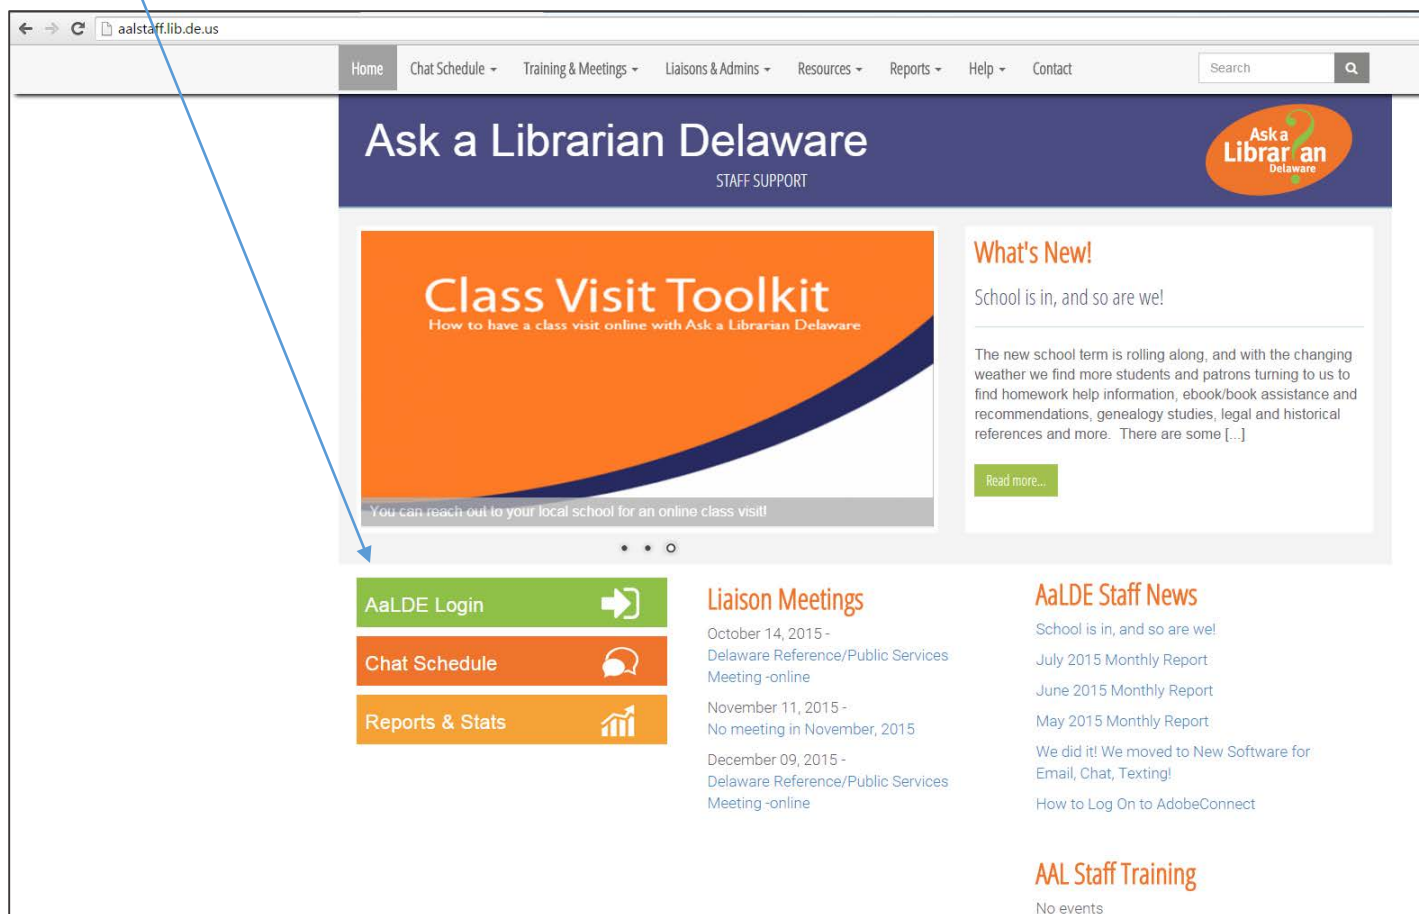 aalstaff.lib.de.us
Home Chat Schedule Training & Meetings Liaisons & Admins Resources Reports Help Contact Search
Ask a Librarian Delaware
STAFF SUPPORT
Ask a
Librarian
Delaware
Class Visit Toolkit
How to have a class visit online with Ask a Librarian Delaware
You can reach out to your local school for an online class visit!
What's New!
School is in, and so are we!
The new school term is rolling along, and with the changing
weather we find more students and patrons turning to us to
find homework help information, ebook/book assistance and
recommendations, genealogy studies, legal and historical
references and more. There are some [...]
Read more...
AaLDE Login
Chat Schedule
Reports & Stats
Liaison Meetings
October 14, 2015 -
Delaware Reference/Public Services
Meeting -online
November 11, 2015 -
No meeting in November, 2015
December 09, 2015 -
Delaware Reference/Public Services
Meeting -online
AaLDE Staff News
School is in, and so are we!
July 2015 Monthly Report
June 2015 Monthly Report
May 2015 Monthly Report
We did it! We moved to New Software for
Email, Chat, Texting!
How to Log On to AdobeConnect
AAL Staff Training
No events